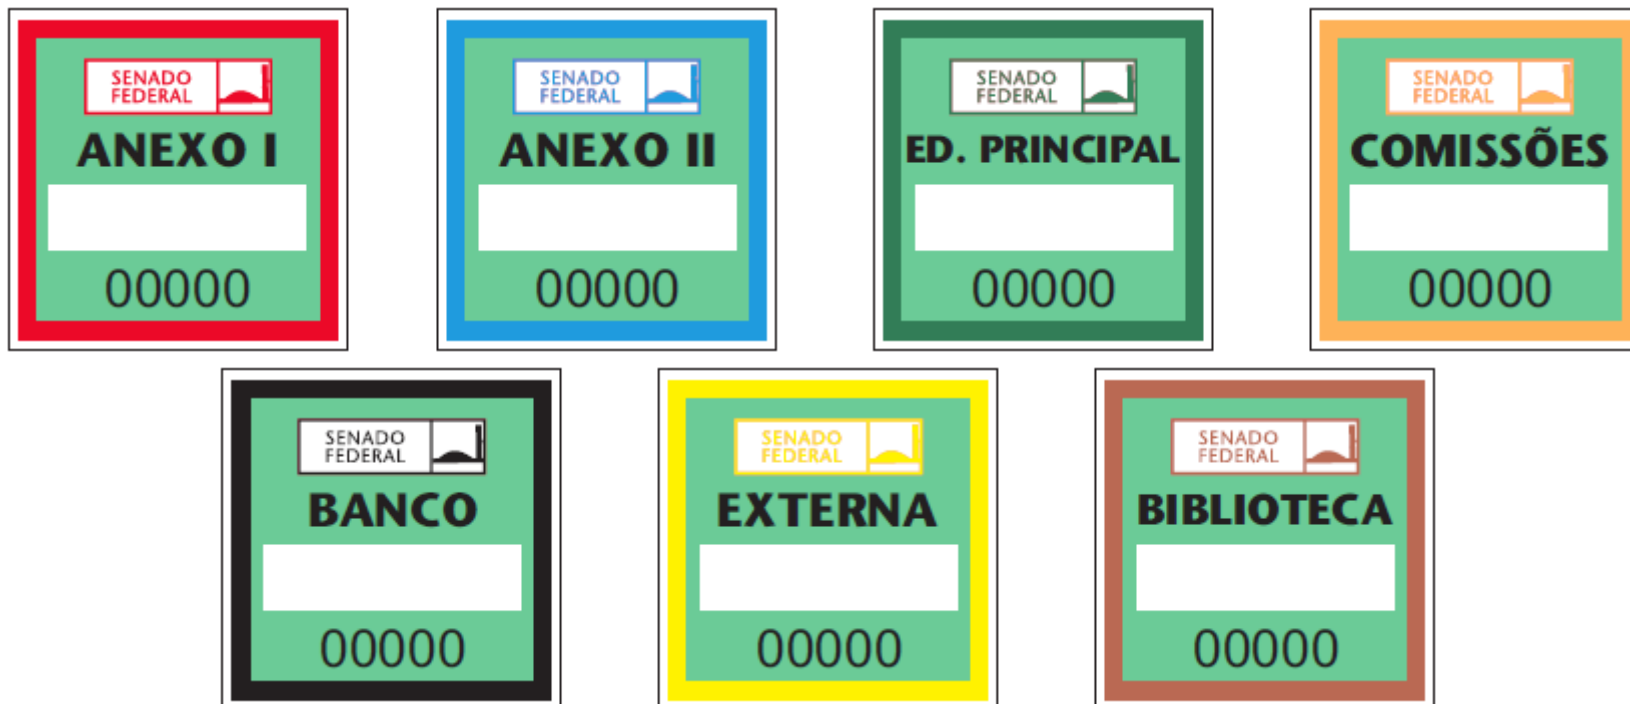 SENADO
FEDERAL
ANEXO I
00000
SENADO
FEDERAL
ANEXO II
00000
SENADO
FEDERAL
ED. PRINCIPAL
00000
SENADO
FEDERAL
COMISSÕES
00000
SENADO
FEDERAL
BANCO
00000
SENADO
FEDERAL
EXTERNA
00000
SENADO
FEDERAL
BIBLIOTECA
00000